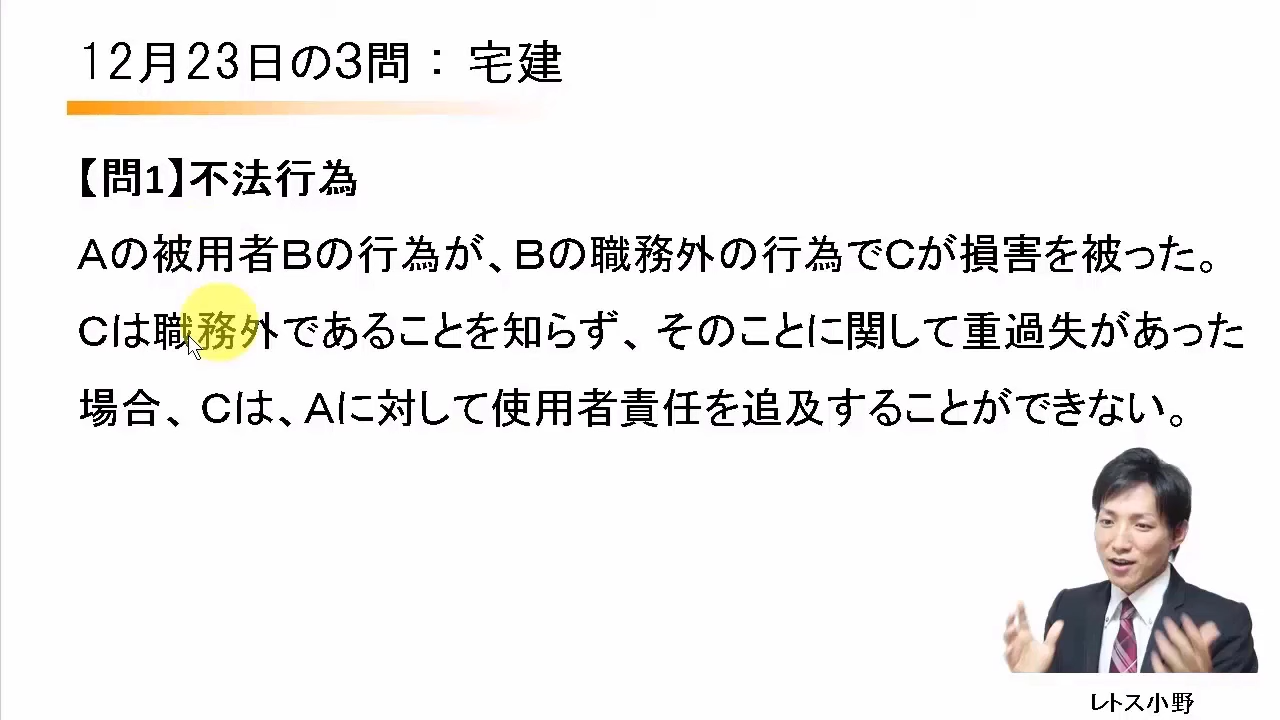 12月23日の3問：宅建
【問1】不法行為
Aの被用者Bの行為が、Bの職務外の行為でCが損害を被った。
Cは職務外であることを知らず、そのことに関して重過失があった
場合、Cは、Aに対して使用者責任を追及することができない。
レトス小野